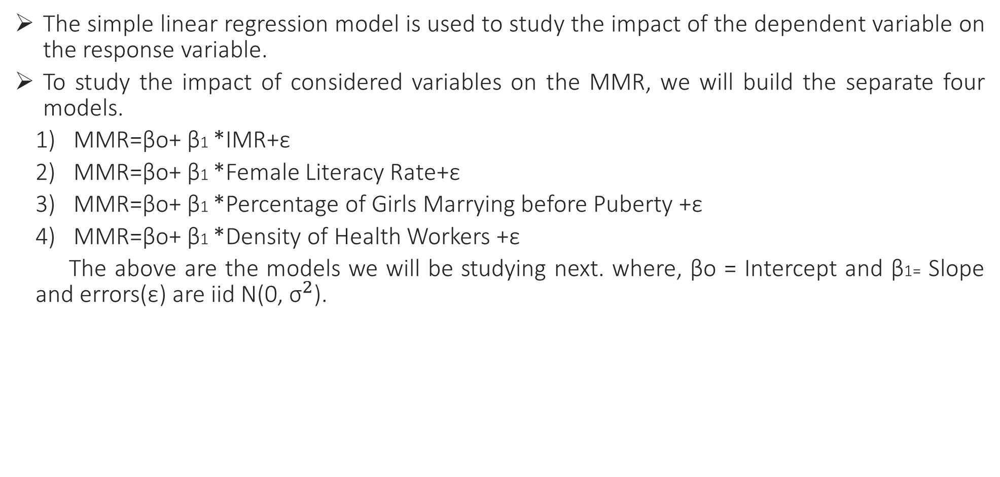 ➢ The simple linear regression model is used to study the impact of the dependent variable on
the response variable.
➢ To study the impact of considered variables on the MMR, we will build the separate four
models.
1) MMR=βo+ β1 *IMR+ε
2) MMR=βo+ β1 *Female Literacy Rate+ε
3) MMR=βo+ β1 *Percentage of Girls Marrying before Puberty +ε
4) MMR=βo+ β1 *Density of Health Workers +ε
The above are the models we will be studying next. where, βo = Intercept and β1= Slope
and errors(ε) are iid N(0, σ²).